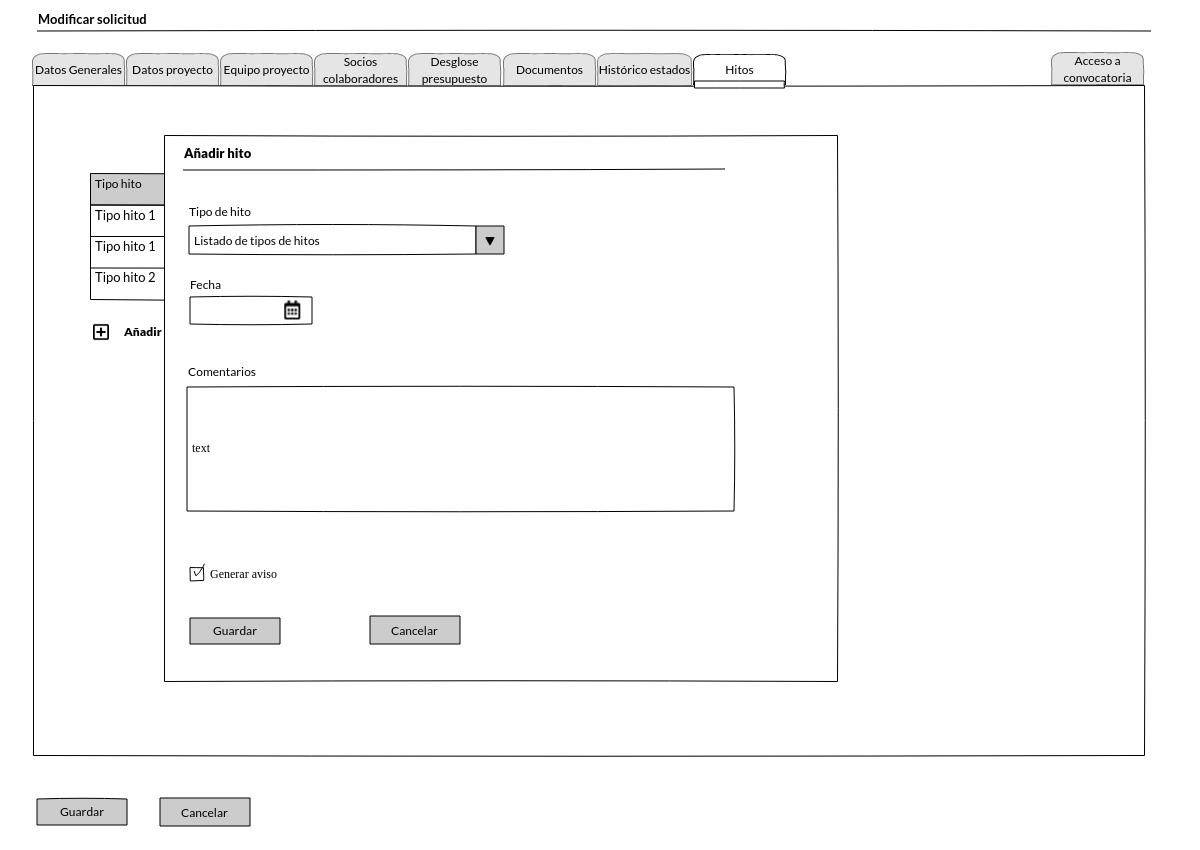 Modificar solicitud
Datos Generales
Datos proyecto
Equipo proyecto
Socios
colaboradores
Desglose
presupuesto
Documentos
Histórico estados
Hitos
Acceso a
convocatoria
Añadir hito
Tipo hito
Tipo hito 1
Tipo hito 1
Tipo hito 2
Añadir
Tipo de hito
Listado de tipos de hitos
Fecha
Comentarios
text
Generar aviso
Guardar
Cancelar
Guardar
Cancelar